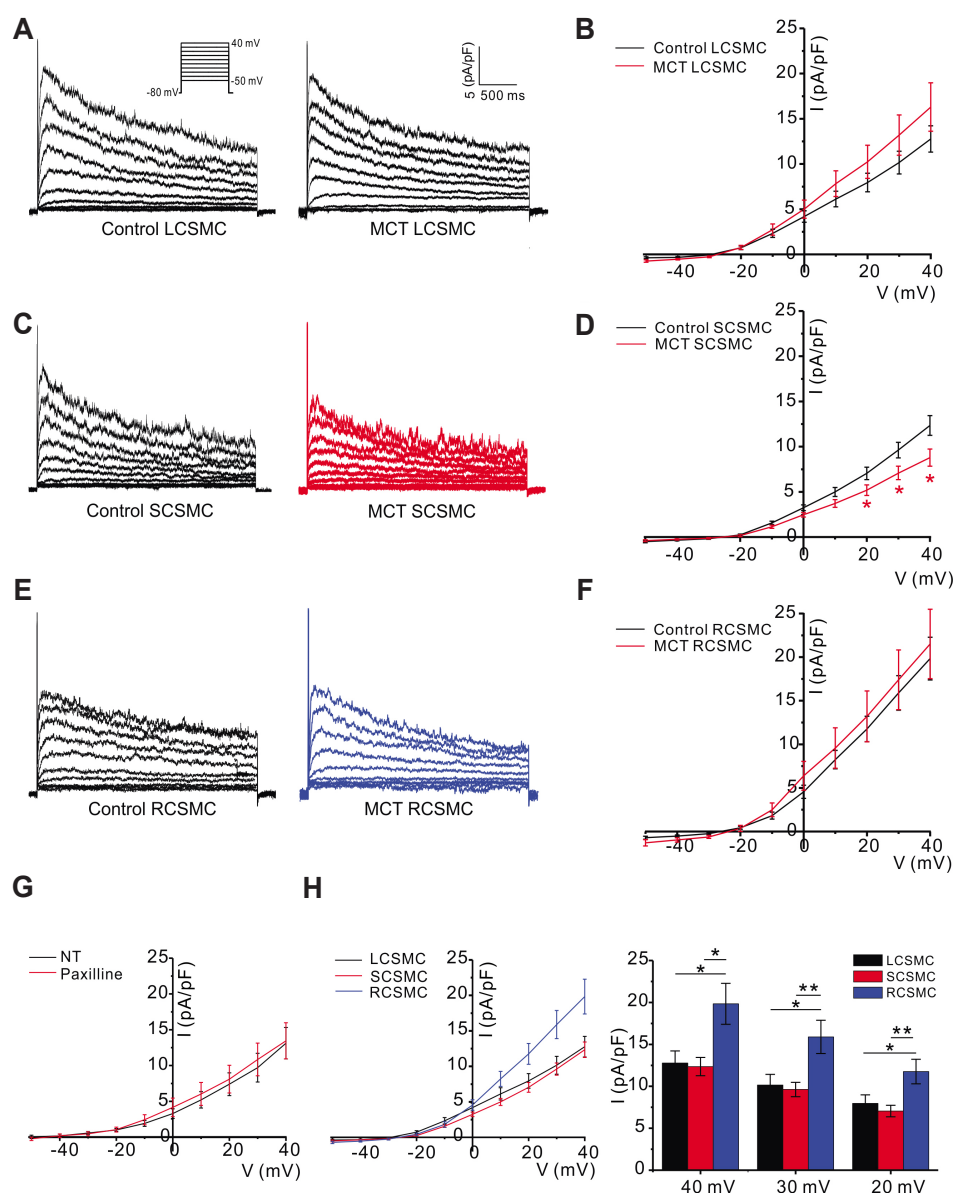 A
40 mV
-50 mV
-80 mV
5 (pA/pF)
500 ms
Control LCSMC
MCT LCSMC
B
Control LCSMC
MCT LCSMC
I (pA/pF)
25
20
15
10
5
0
-40
-20
0
20
40
V (mV)
C
Control SCSMC
MCT SCSMC
D
Control SCSMC
MCT SCSMC
I (pA/pF)
25
20
15
10
5
0
*
*
*
-40
-20
0
20
40
V (mV)
E
Control RCSMC
MCT RCSMC
F
Control RCSMC
MCT RCSMC
I (pA/pF)
25
20
15
10
5
0
-40
-20
0
20
40
V (mV)
G
NT
Paxilline
I (pA/pF)
25
20
15
10
5
0
-40
-20
0
20
40
V (mV)
H
LCSMC
SCSMC
RCSMC
I (pA/pF)
25
20
15
10
5
0
-40
-20
0
20
40
V (mV)
LCSMC
SCSMC
RCSMC
I (pA/pF)
25
20
15
10
5
0
*
*
**
*
**
*
40 mV
30 mV
20 mV